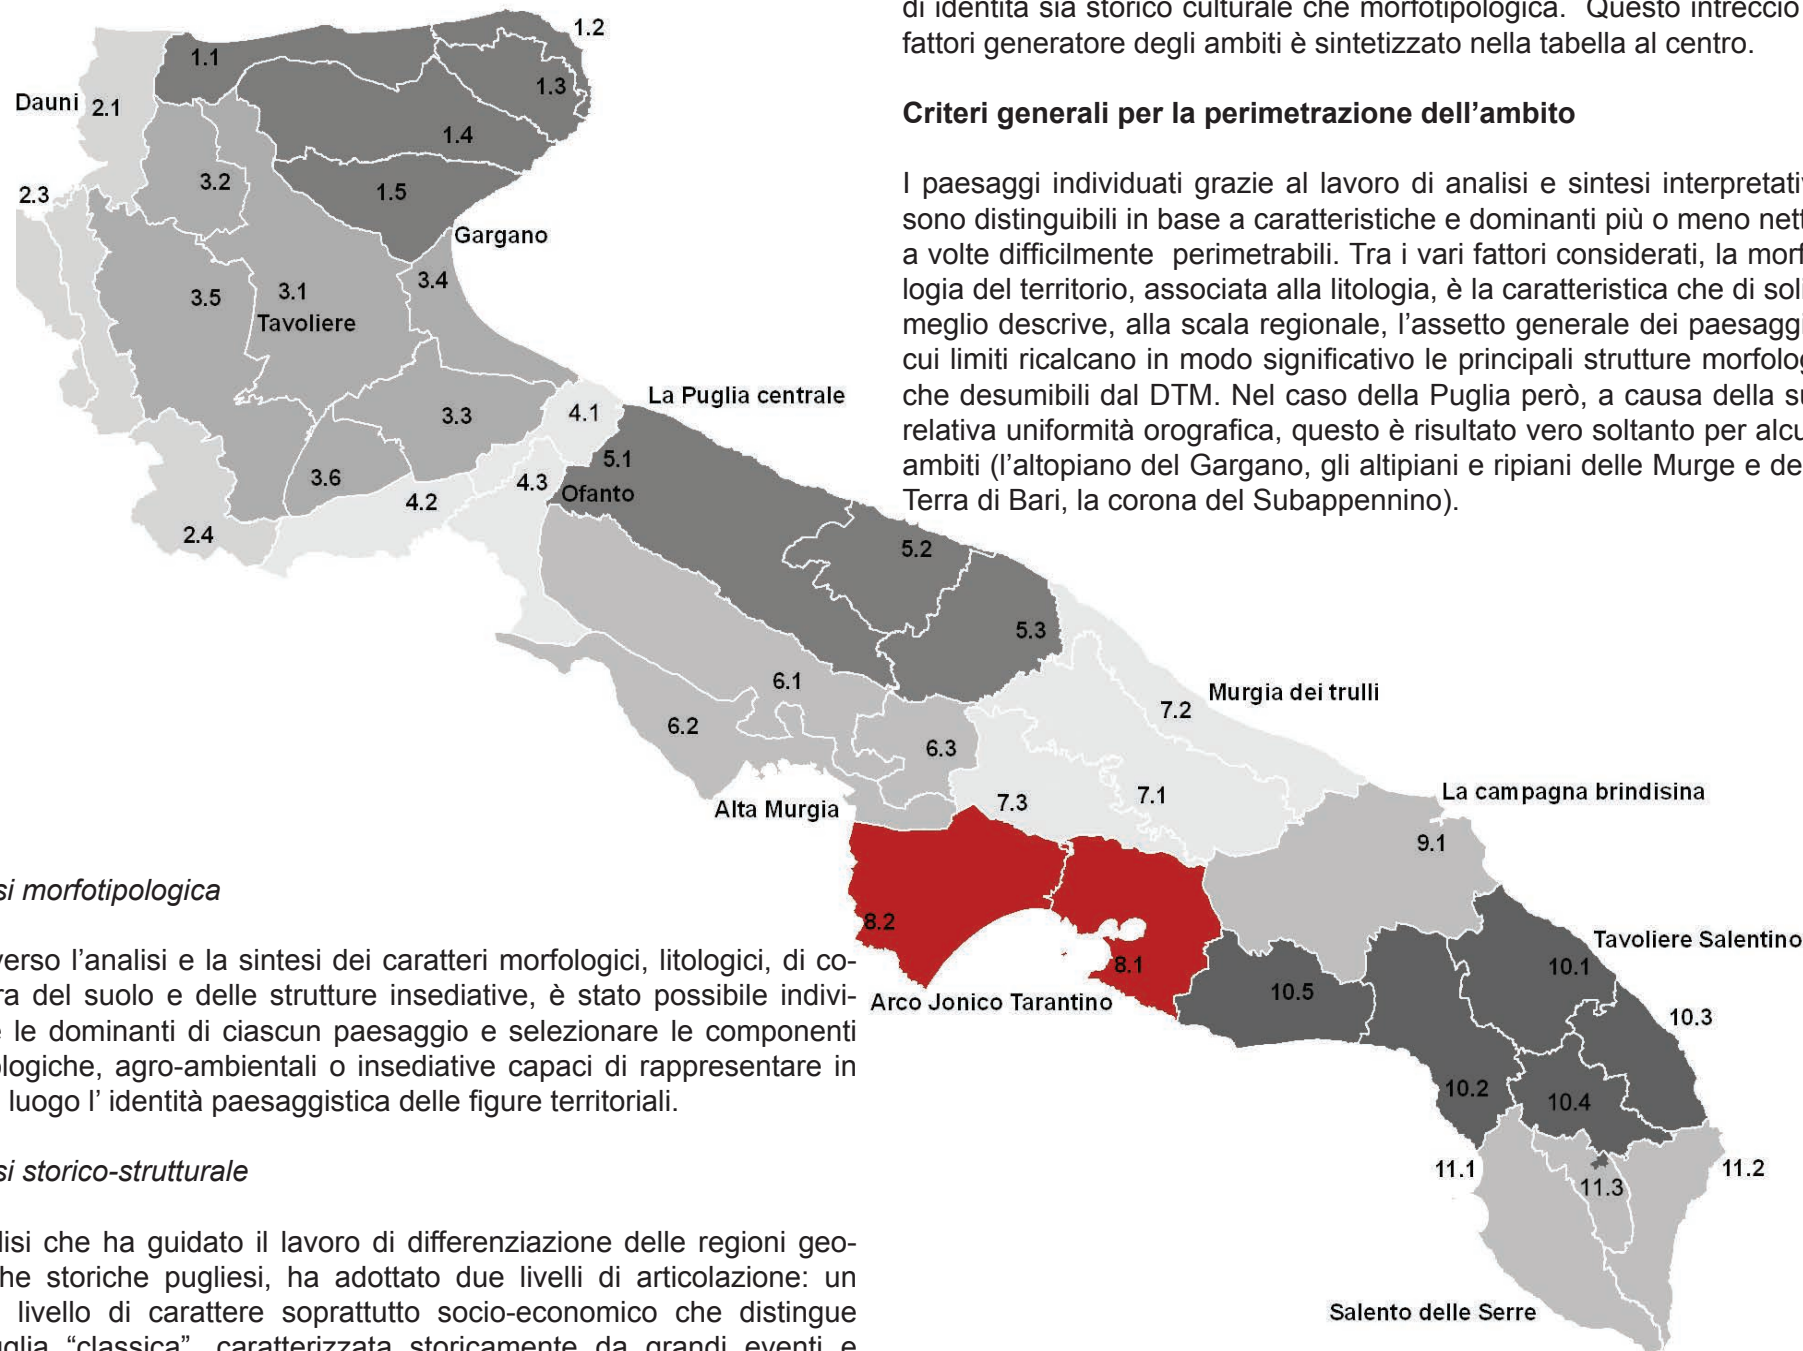 di identità sia storico culturale che morfotipologica. Questo intreccio
fattori generatore degli ambiti è sintetizzato nella tabella al centro.
Criteri generali per la perimetrazione dell’ambito
I paesaggi individuati grazie al lavoro di analisi e sintesi interpretativ
sono distinguibili in base a caratteristiche e dominanti più o meno nett
a volte difficilmente perimetrabili. Tra i vari fattori considerati, la morf
logia del territorio, associata alla litologia, è la caratteristica che di soli
meglio descrive, alla scala regionale, l’assetto generale dei paesaggi
cui limiti ricalcano in modo significativo le principali strutture morfolog
che desumibili dal DTM. Nel caso della Puglia però, a causa della su
relativa uniformità orografica, questo è risultato vero soltanto per alcu
ambiti (l’altopiano del Gargano, gli altipiani e ripiani delle Murge e de
Terra di Bari, la corona del Subappennino).
1.1
1.2
1.3
Dauni
2.1
1.4
3.2
1.5
2.3
Gargano
3.4
3.5
3.1
Tavoliere
La Puglia centrale
3.3
4.1
5.1
3.6
4.3
Ofanto
4.2
2.4
5.2
5.3
6.1
Murgia dei trulli
7.2
6.2
6.3
7.3
7.1
La campagna brindisina
Alta Murgia
9.1
8.2
Tavoliere Salentino
8.1
10.1
Arco Jonico Tarantino
10.5
10.3
10.2
10.4
11.1
11.2
11.3
Salento delle Serre
si morfotipologica
verso l’analisi e la sintesi dei caratteri morfologici, litologici, di co-
ra del suolo e delle strutture insediative, è stato possibile indivi-
e le dominanti di ciascun paesaggio e selezionare le componenti
ologiche, agro-ambientali o insediative capaci di rappresentare in
luogo l’ identità paesaggistica delle figure territoriali.
si storico-strutturale
lisi che ha guidato il lavoro di differenziazione delle regioni geo-
he storiche pugliesi, ha adottato due livelli di articolazione: un
livello di carattere soprattutto socio-economico che distingue
uglia “classica”, caratterizzata storicamente da grandi eventi e